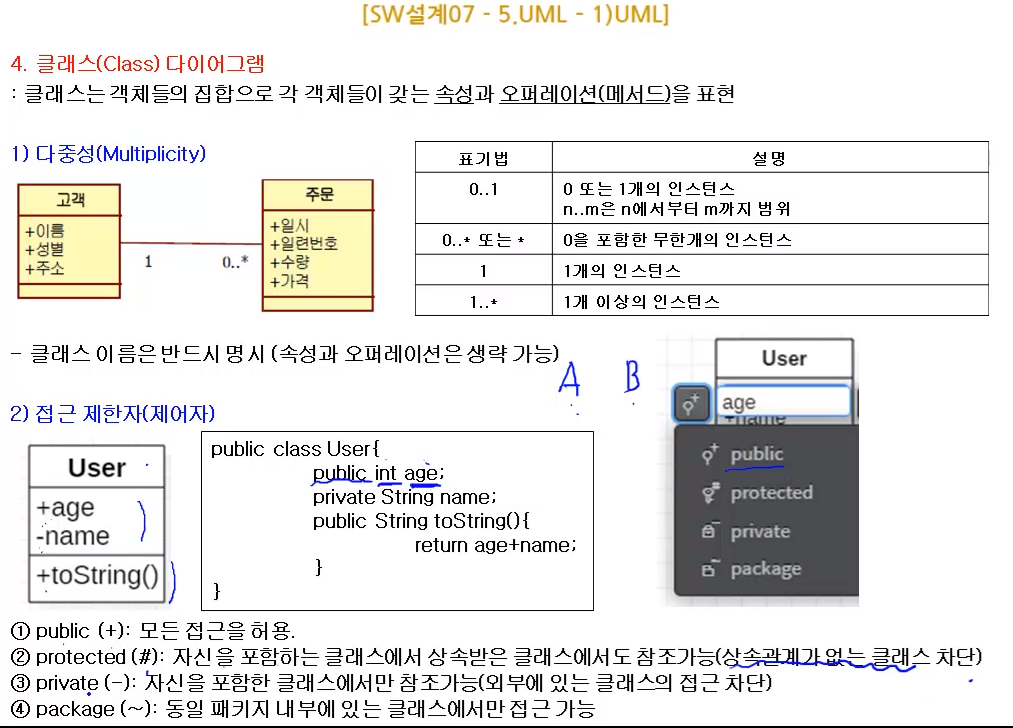 [SW설계07 - 5.UML - 1)UML]
4. 클래스(Class) 다이어그램
: 클래스는 객체들의 집합으로 각 객체들이 갖는 속성과 오퍼레이션(메서드)을 표현
1) 다중성(Multiplicity)
고객
+이름
+성별
+주소
1
0..*
주문
+일시
+일련번호
+수량
+가격
표기법 설명
0..1 0 또는 1개의 인스턴스
n..m은 n에서부터 m까지 범위
0..* 또는 * 0을 포함한 무한개의 인스턴스
1 1개의 인스턴스
1..* 1개 이상의 인스턴스
- 클래스 이름은 반드시 명시 (속성과 오퍼레이션은 생략 가능)
A B
2) 접근 제한자(제어자)
User
+age
-name
+toString()
public class User{
public int age;
private String name;
public String toString(){
return age+name;
}
}
User
age
+name
public
protected
private
package
① public (+): 모든 접근을 허용.
② protected (#): 자신을 포함하는 클래스에서 상속받은 클래스에서도 참조가능(상속관계가 없는 클래스 차단)
③ private (-): 자신을 포함한 클래스에서만 참조가능(외부에 있는 클래스의 접근 차단)
④ package (~): 동일 패키지 내부에 있는 클래스에서만 접근 가능